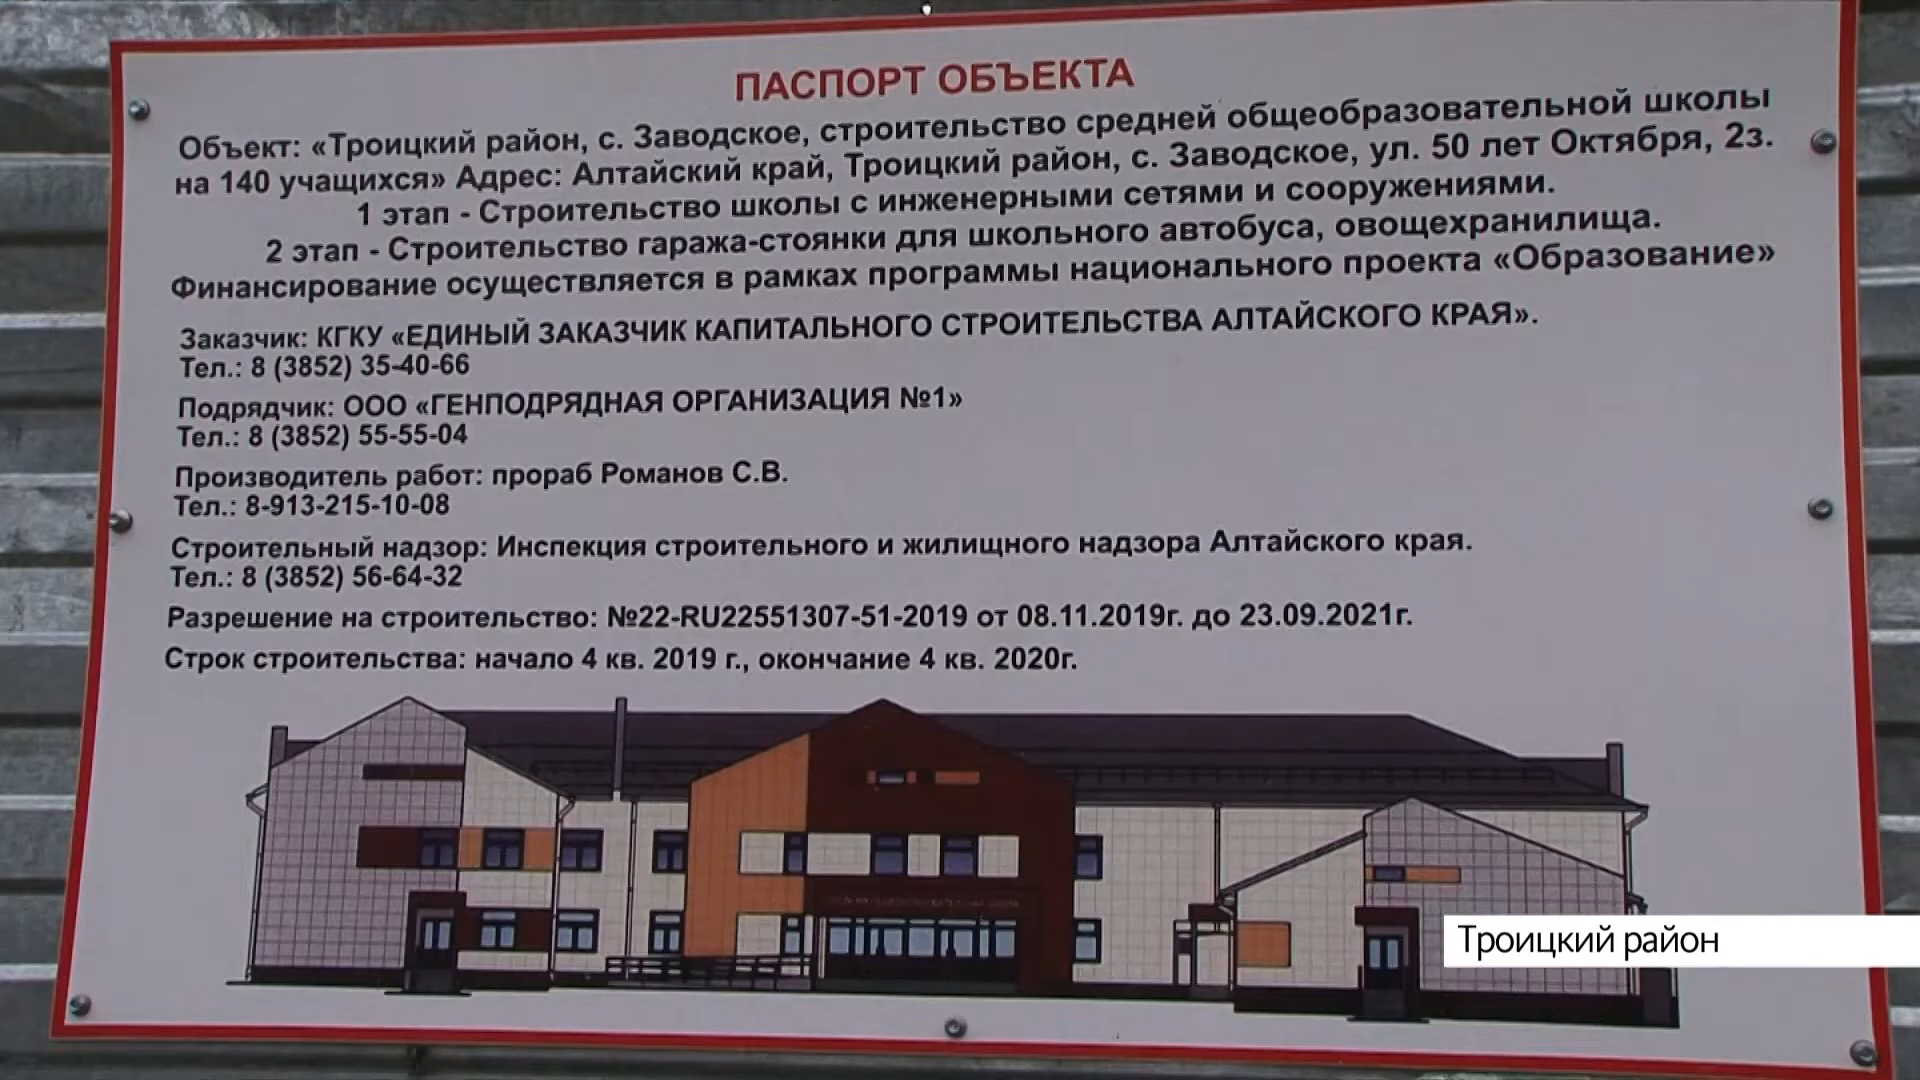 ПАСПОРТ ОБЪЕКТА
Объект: «Троицкий район, с. Заводское, строительство средней общеобразовательной школы
на 140 учащихся» Адрес: Алтайский край, Троицкий район, с. Заводское, ул. 50 лет Октября, 2з.
1 этап - Строительство школы с инженерными сетями и сооружениями.
2 этап - Строительство гаража-стоянки для школьного автобуса, овощехранилища.
Финансирование осуществляется в рамках программы национального проекта «Образование»
Заказчик: КГКУ «ЕДИНЫЙ ЗАКАЗЧИК КАПИТАЛЬНОГО СТРОИТЕЛЬСТВА АЛТАЙСКОГО КРАЯ».
Тел.: 8 (3852) 35-40-66
Подрядчик: ООО «ГЕНПОДРЯДНАЯ ОРГАНИЗАЦИЯ №1»
Тел.: 8 (3852) 55-55-04
Производитель работ: прораб Романов С.В.
Тел.: 8-913-215-10-08
Строительный надзор: Инспекция строительного и жилищного надзора Алтайского края.
Тел.: 8 (3852) 56-64-32
Разрешение на строительство: №22-RU22551307-51-2019 от 08.11.2019г. до 23.09.2021г.
Строк строительства: начало 4 кв. 2019 г., окончание 4 кв. 2020г.
Троицкий район